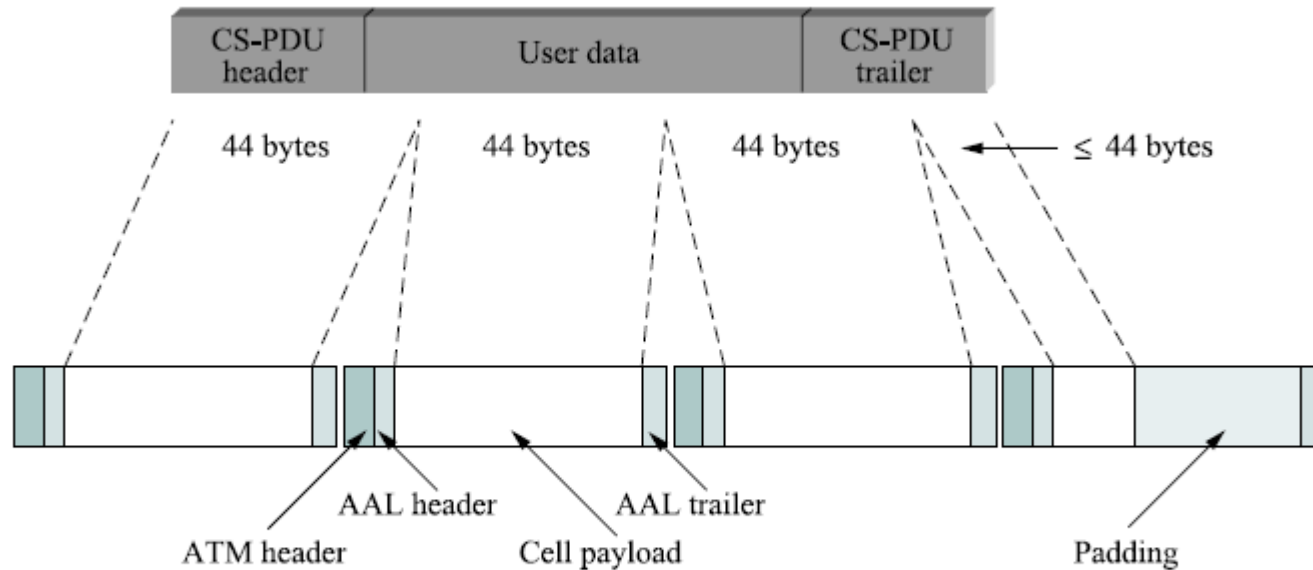 CS-PDU
header
User data
CS-PDU
trailer
44 bytes
44 bytes
44 bytes
≤ 44 bytes
AAL header
AAL trailer
ATM header
Cell payload
Padding